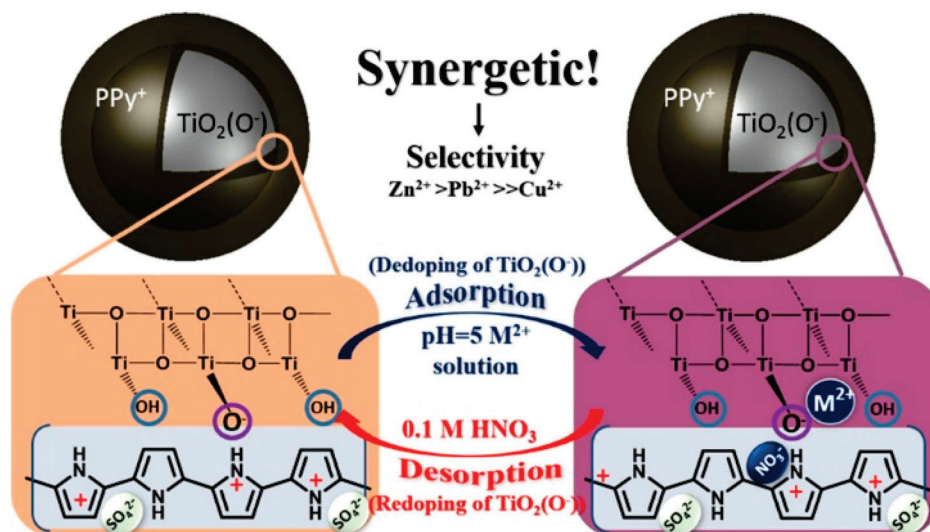 PPy⁺
TiO₂(O⁻)
Synergetic!
Selectivity
Zn²⁺ >Pb²⁺ >>Cu²⁺
PPy⁺
TiO₂(O⁻)
(Dedoping of TiO₂(O⁻))
Adsorption
pH=5 M²⁺
solution
0.1 M HNO₃
Desorption
(Redoping of TiO₂(O⁻))
Ti O Ti O Ti O
Ti O Ti O Ti
OH O⁻ OH
H
N
N
H
H
N
N
H
+ + +
SO₄²⁻ SO₄²⁻
Ti O Ti O Ti O
Ti O Ti O Ti
OH O⁻ M²⁺ OH
H
N
N
H
NO₃⁻
H
N
N
H
+ + +
SO₄²⁻ SO₄²⁻